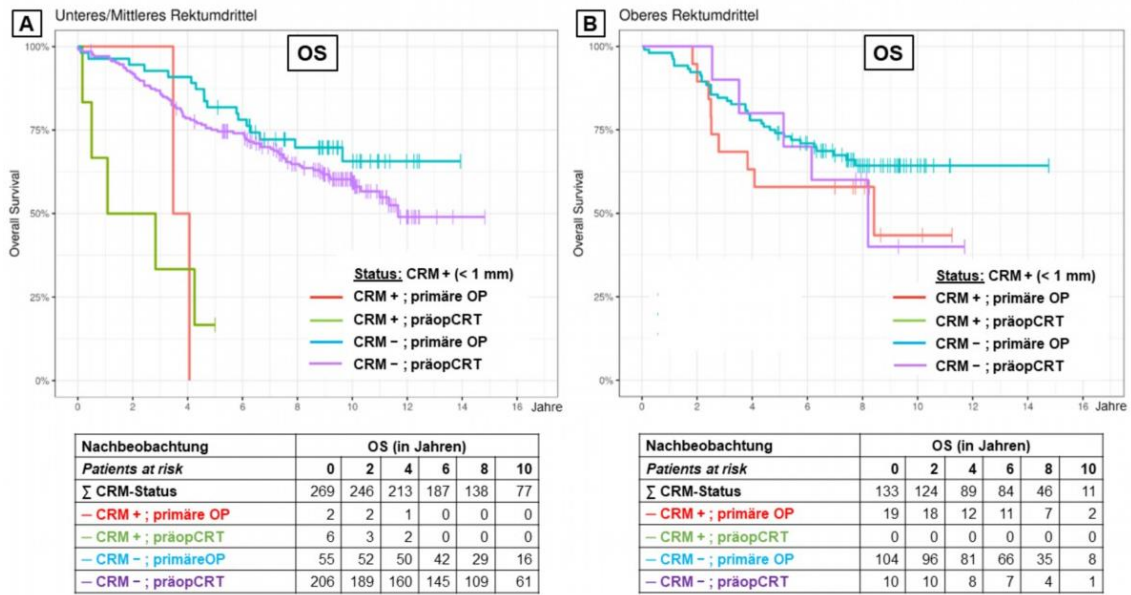 A Unteres/Mittleres Rektumdrittel
OS
100%
75%
50%
25%
0%
Overall Survival
Status: CRM + (< 1 mm)
CRM + ; primäre OP
CRM + ; präopCRT
CRM − ; primäre OP
CRM − ; präopCRT
0 2 4 6 8 10 12 14 16 Jahre
Nachbeobachtung OS (in Jahren)
Patients at risk 0 2 4 6 8 10
∑ CRM-Status 269 246 213 187 138 77
─ CRM + ; primäre OP 2 2 1 0 0 0
─ CRM + ; präopCRT 6 3 2 0 0 0
─ CRM − ; primäreOP 55 52 50 42 29 16
─ CRM − ; präopCRT 206 189 160 145 109 61
B Oberes Rektumdrittel
OS
100%
75%
50%
25%
0%
Overall Survival
Status: CRM + (< 1 mm)
CRM + ; primäre OP
CRM + ; präopCRT
CRM − ; primäre OP
CRM − ; präopCRT
0 2 4 6 8 10 12 14 16 Jahre
Nachbeobachtung OS (in Jahren)
Patients at risk 0 2 4 6 8 10
∑ CRM-Status 133 124 89 84 46 11
─ CRM + ; primäre OP 19 18 12 11 7 2
─ CRM + ; präopCRT 0 0 0 0 0 0
─ CRM − ; primäre OP 104 96 81 66 35 8
─ CRM − ; präopCRT 10 10 8 7 4 1